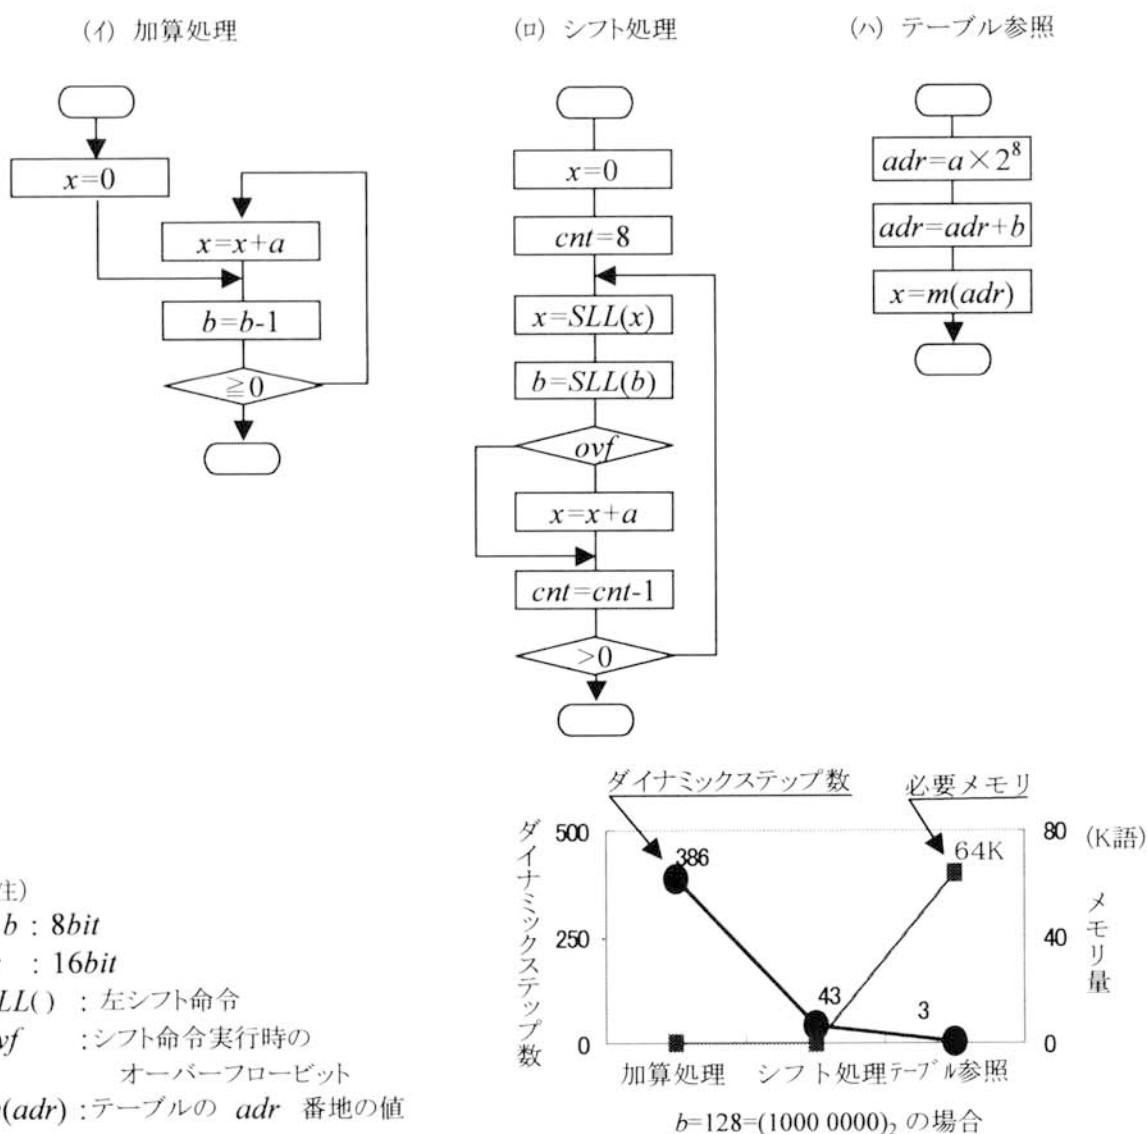 (イ) 加算処理
x=0
x=x+a
b=b-1
≧0
(ロ) シフト処理
x=0
cnt=8
x=SLL(x)
b=SLL(b)
ovf
x=x+a
cnt=cnt-1
>0
(ハ) テーブル参照
adr=a×2⁸
adr=adr+b
x=m(adr)
注)
b : 8bit
: 16bit
LL( ) : 左シフト命令
vf :シフト命令実行時の
オーバーフロービット
(adr) :テーブルの adr 番地の値
ダイナミックステップ数
必要メモリ
ダイナミックステップ数
500
250
0
386
43
3
64K
80 (K語)
40
0
メモリ量
加算処理 シフト処理 テーブル参照
b=128=(1000 0000)₂ の場合